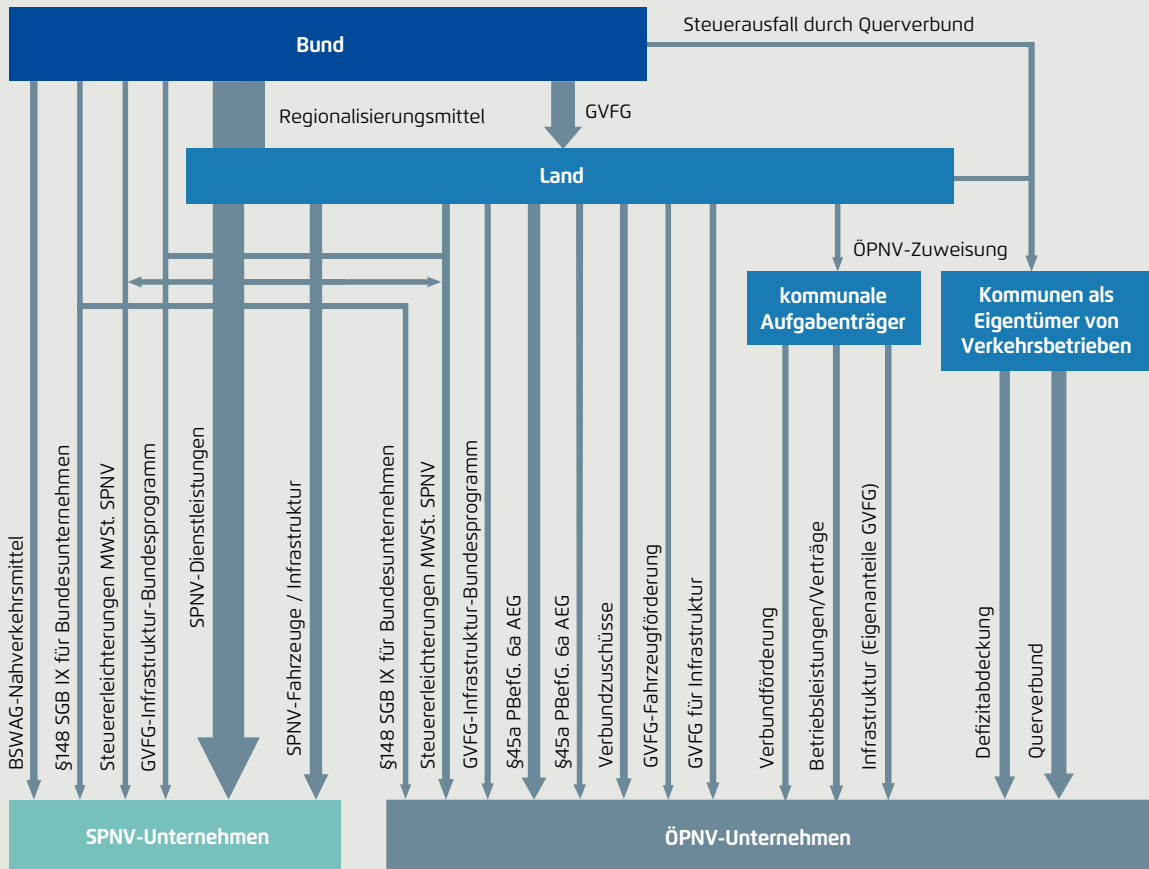 Steuerausfall durch Querverbund
Bund
Regionalisierungsmittel
GVFG
Land
ÖPNV-Zuweisung
kommunale
Aufgabenträger
Kommunen als
Eigentümer von
Verkehrsbetrieben
BSWAG-Nahverkehrsmittel
§148 SGB IX für Bundesunternehmen
Steuererleichterungen MWSt. SPNV
GVFG-Infrastruktur-Bundesprogramm
SPNV-Dienstleistungen
SPNV-Fahrzeuge / Infrastruktur
§148 SGB IX für Bundesunternehmen
Steuererleichterungen MWSt. SPNV
GVFG-Infrastruktur-Bundesprogramm
§45a PBefG. 6a AEG
§45a PBefG. 6a AEG
Verbundzuschüsse
GVFG-Fahrzeugförderung
GVFG für Infrastruktur
Verbundförderung
Betriebsleistungen/Verträge
Infrastruktur (Eigenanteile GVFG)
Defizitabdeckung
Querverbund
SPNV-Unternehmen
ÖPNV-Unternehmen